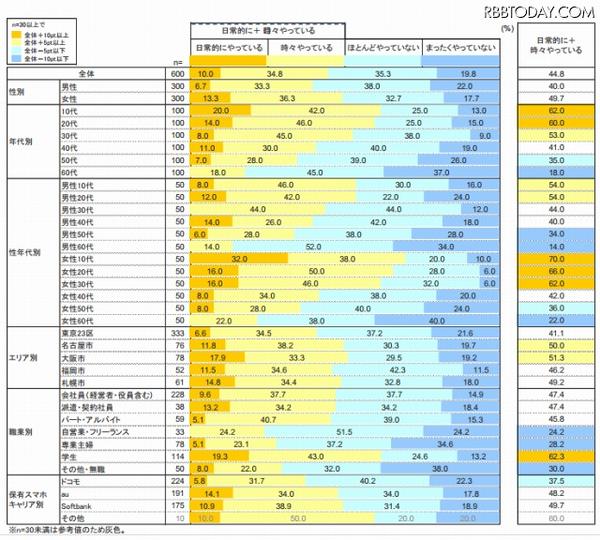 RBBTODAY.COM
n=30以上で
全体+10pt以上
全体+5pt以上
全体−5pt以下
全体−10pt以下
日常的に+ 時々やっている
(%)
日常的に+
時々やっている
n=
日常的にやっている 時々やっている ほとんどやっていない まったくやっていない
全体 600 10.0 34.8 35.3 19.8 44.8
性別
男性 300 6.7 33.3 38.0 22.0 40.0
女性 300 13.3 36.3 32.7 17.7 49.7
年代別
10代 100 20.0 42.0 25.0 13.0 62.0
20代 100 14.0 46.0 25.0 15.0 60.0
30代 100 8.0 45.0 38.0 9.0 53.0
40代 100 11.0 30.0 40.0 19.0 41.0
50代 100 7.0 28.0 39.0 26.0 35.0
60代 100 18.0 45.0 37.0 18.0
性年代別
男性10代 50 8.0 46.0 30.0 16.0 54.0
男性20代 50 12.0 42.0 22.0 24.0 54.0
男性30代 50 44.0 44.0 12.0 44.0
男性40代 50 14.0 26.0 42.0 18.0 40.0
男性50代 50 6.0 28.0 38.0 28.0 34.0
男性60代 50 14.0 52.0 34.0 14.0
女性10代 50 32.0 38.0 20.0 10.0 70.0
女性20代 50 16.0 50.0 28.0 6.0 66.0
女性30代 50 16.0 46.0 32.0 6.0 62.0
女性40代 50 8.0 34.0 38.0 20.0 42.0
女性50代 50 8.0 28.0 40.0 24.0 36.0
女性60代 50 22.0 38.0 40.0 22.0
エリア別
東京23区 333 6.6 34.5 37.2 21.6 41.1
名古屋市 76 11.8 38.2 30.3 19.7 50.0
大阪市 78 17.9 33.3 29.5 19.2 51.3
福岡市 52 11.5 34.6 42.3 11.5 46.2
札幌市 61 14.8 34.4 32.8 18.0 49.2
職業別
会社員(経営者・役員含む) 228 9.6 37.7 37.7 14.9 47.4
派遣・契約社員 38 13.2 34.2 34.2 18.4 47.4
パート・アルバイト 59 5.1 40.7 39.0 15.3 45.8
自営業・フリーランス 33 24.2 51.5 24.2 24.2
専業主婦 78 5.1 23.1 37.2 34.6 28.2
学生 114 19.3 43.0 24.6 13.2 62.3
その他・無職 50 8.0 22.0 32.0 38.0 30.0
保有スマホ
キャリア別
ドコモ 224 5.8 31.7 40.2 22.3 37.5
au 191 14.1 34.0 34.0 17.8 48.2
Softbank 175 10.9 38.9 31.4 18.9 49.7
その他 10 10.0 50.0 20.0 20.0 60.0
※n=30未満は参考値のため灰色。